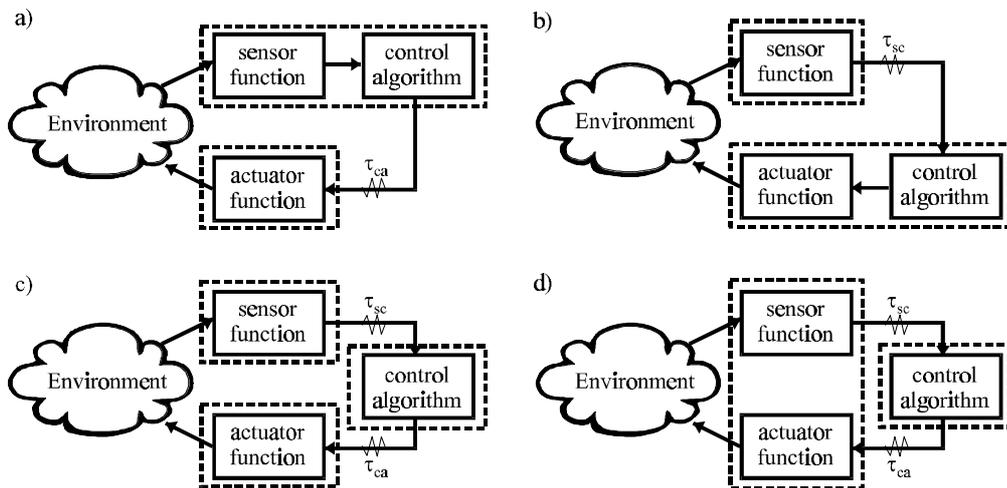 a)
sensor
function
control
algorithm
Environment
actuator
function
τca
b)
sensor
function
τsc
Environment
actuator
function
control
algorithm
c)
sensor
function
τsc
Environment
control
algorithm
actuator
function
τca
d)
sensor
function
τsc
Environment
control
algorithm
actuator
function
τca